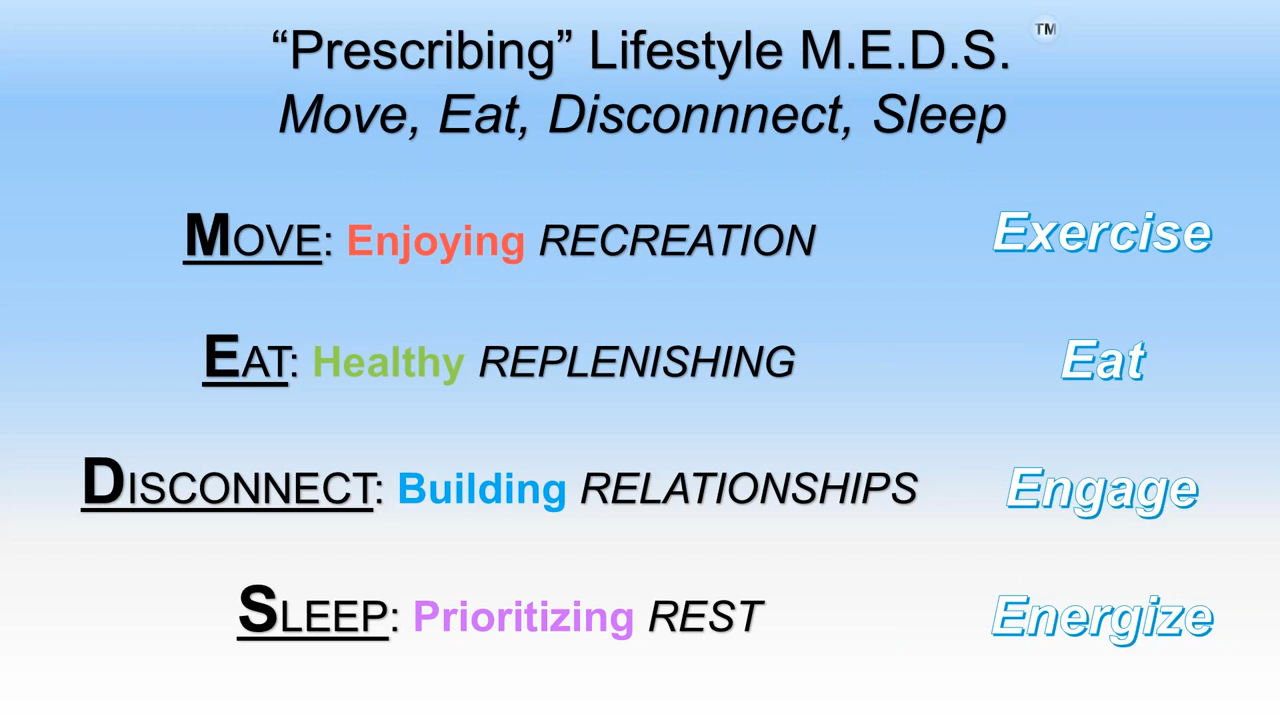 “Prescribing” Lifestyle M.E.D.S. ™
Move, Eat, Disconnnect, Sleep
MOVE: Enjoying RECREATION Exercise
EAT: Healthy REPLENISHING Eat
DISCONNECT: Building RELATIONSHIPS Engage
SLEEP: Prioritizing REST Energize